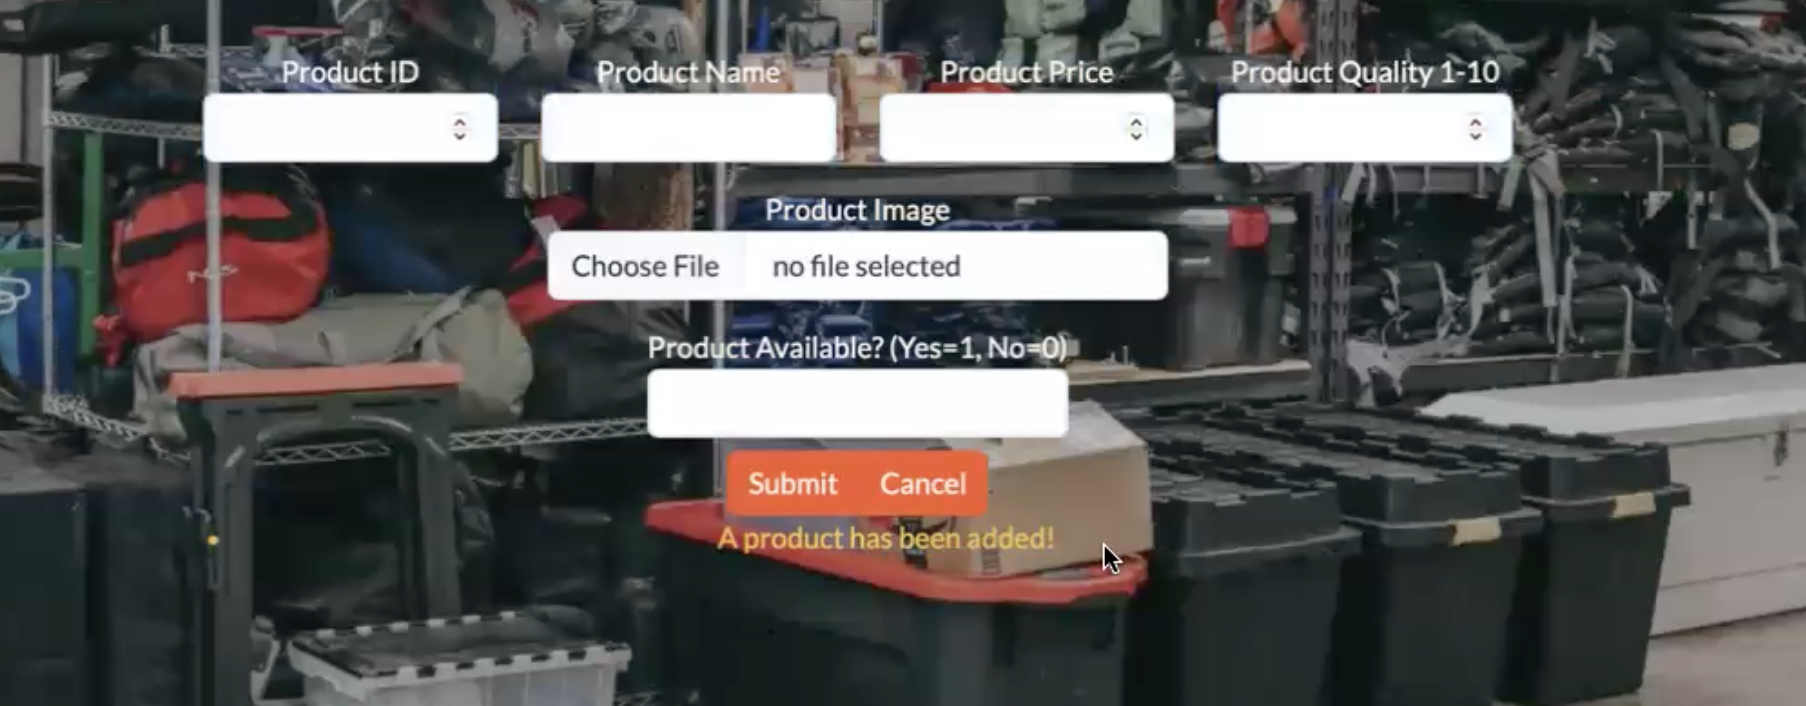 Product ID Product Name Product Price Product Quality 1-10
Product Image
Choose File no file selected
Product Available? (Yes=1, No=0)
Submit Cancel
A product has been added!